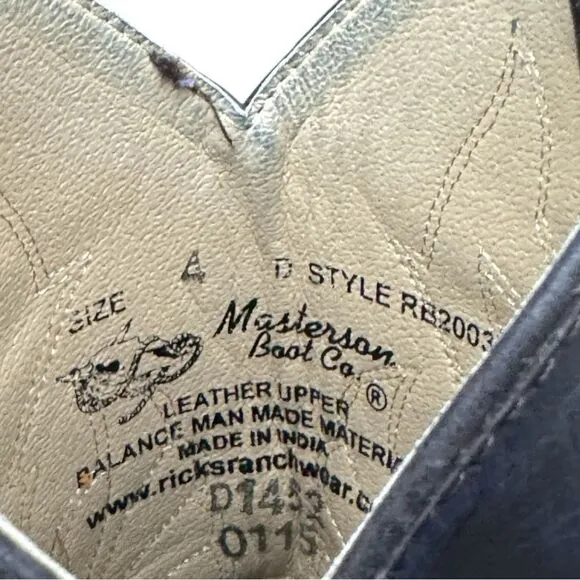 SIZE 4 D STYLE RB2003
Masterson
Boot Co. ®
LEATHER UPPER
BALANCE MAN MADE MATERI
MADE IN INDIA
www.ricksranchwear.c
D1433
0115